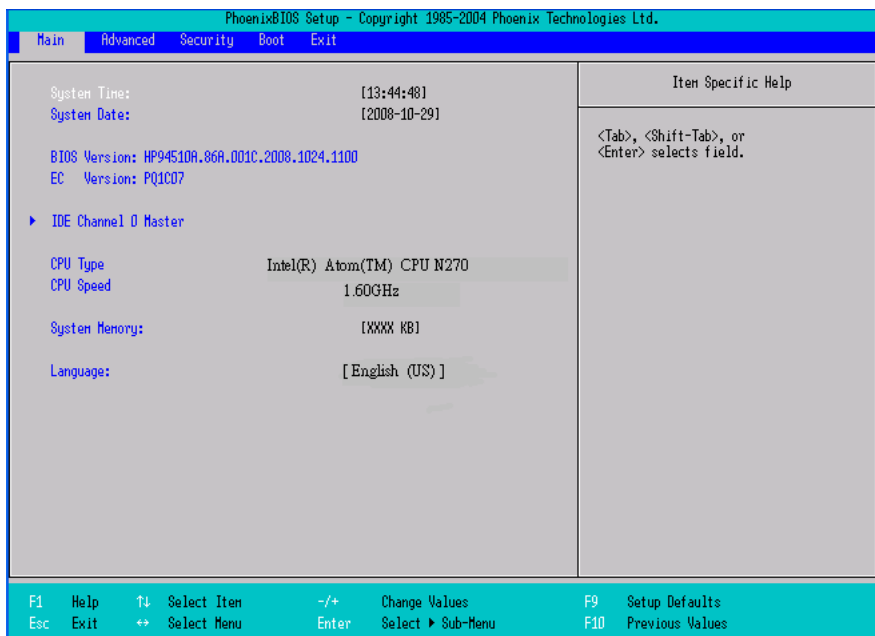 PhoenixBIOS Setup - Copyright 1985-2004 Phoenix Technologies Ltd.
Main Advanced Security Boot Exit
Item Specific Help
System Time: [13:44:48]
System Date: [2008-10-29]
<Tab>, <Shift-Tab>, or
<Enter> selects field.
BIOS Version: HP94510A.86A.001C.2008.1024.1100
EC Version: PQ1C07
IDE Channel 0 Master
CPU Type Intel(R) Atom(TM) CPU N270
CPU Speed 1.60GHz
System Memory: [XXXX KB]
Language: [English (US)]
F1 Help ↑↓ Select Item -/+ Change Values F9 Setup Defaults
Esc Exit ↔ Select Menu Enter Select ▶ Sub-Menu F10 Previous Values